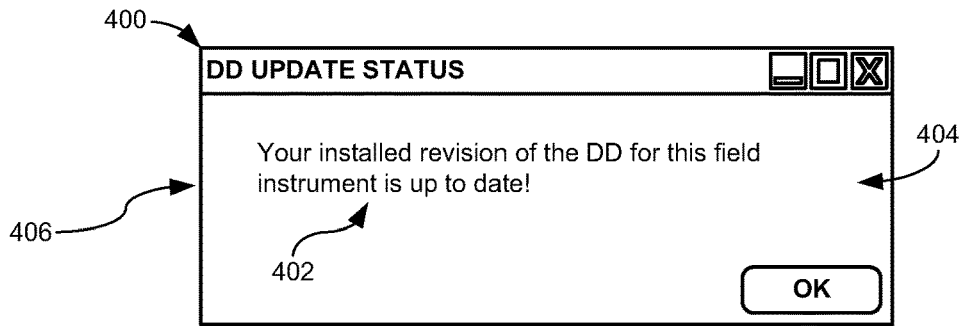 400
DD UPDATE STATUS
X
Your installed revision of the DD for this field
instrument is up to date!
404
406
402
OK